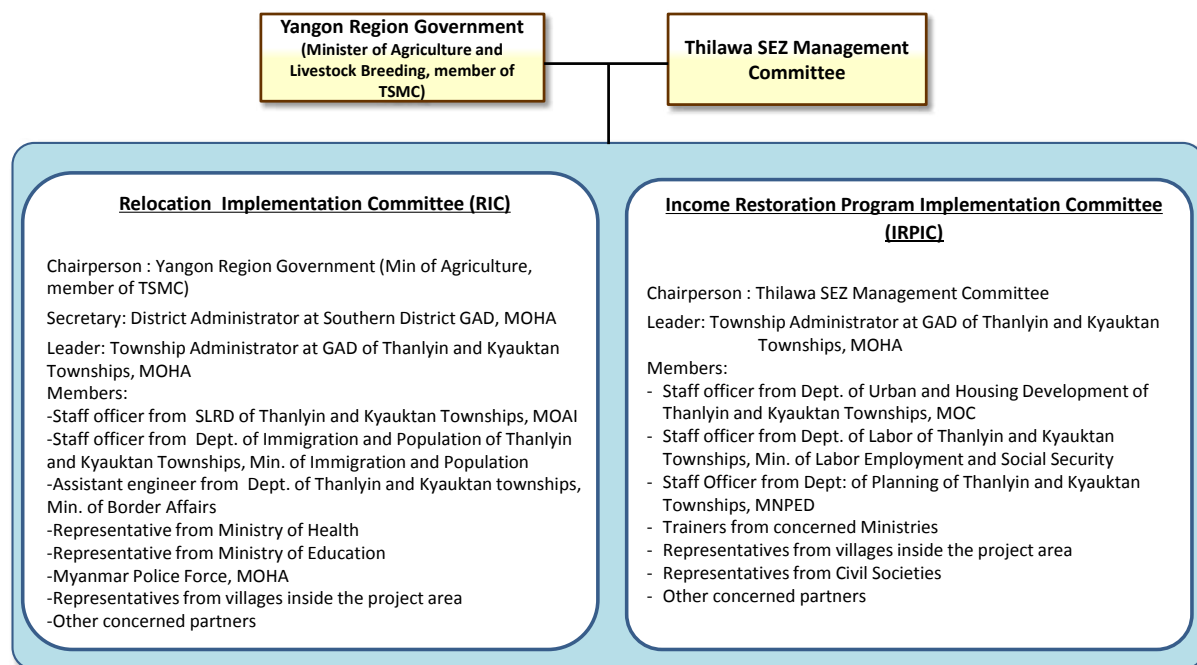 Yangon Region Government
(Minister of Agriculture and
Livestock Breeding, member of
TSMC)
Thilawa SEZ Management
Committee
Relocation  Implementation Committee (RIC)
Chairperson : Yangon Region Government (Min of Agriculture,
member of TSMC)
Secretary: District Administrator at Southern District GAD, MOHA
Leader: Township Administrator at GAD of Thanlyin and Kyauktan
Townships, MOHA
Members:
-Staff officer from  SLRD of Thanlyin and Kyauktan Townships, MOAI
-Staff officer from  Dept. of Immigration and Population of Thanlyin
and Kyauktan Townships, Min. of Immigration and Population
-Assistant engineer from  Dept. of Thanlyin and Kyauktan townships,
Min. of Border Affairs
-Representative from Ministry of Health
-Representative from Ministry of Education
-Myanmar Police Force, MOHA
-Representatives from villages inside the project area
-Other concerned partners
Income Restoration Program Implementation Committee
(IRPIC)
Chairperson : Thilawa SEZ Management Committee
Leader: Township Administrator at GAD of Thanlyin and Kyauktan
Townships, MOHA
Members:
- Staff officer from Dept. of Urban and Housing Development of
Thanlyin and Kyauktan Townships, MOC
- Staff officer from Dept. of Labor of Thanlyin and Kyauktan
Townships, Min. of Labor Employment and Social Security
- Staff Officer from Dept: of Planning of Thanlyin and Kyauktan
Townships, MNPED
- Trainers from concerned Ministries
- Representatives from villages inside the project area
- Representatives from Civil Societies
- Other concerned partners